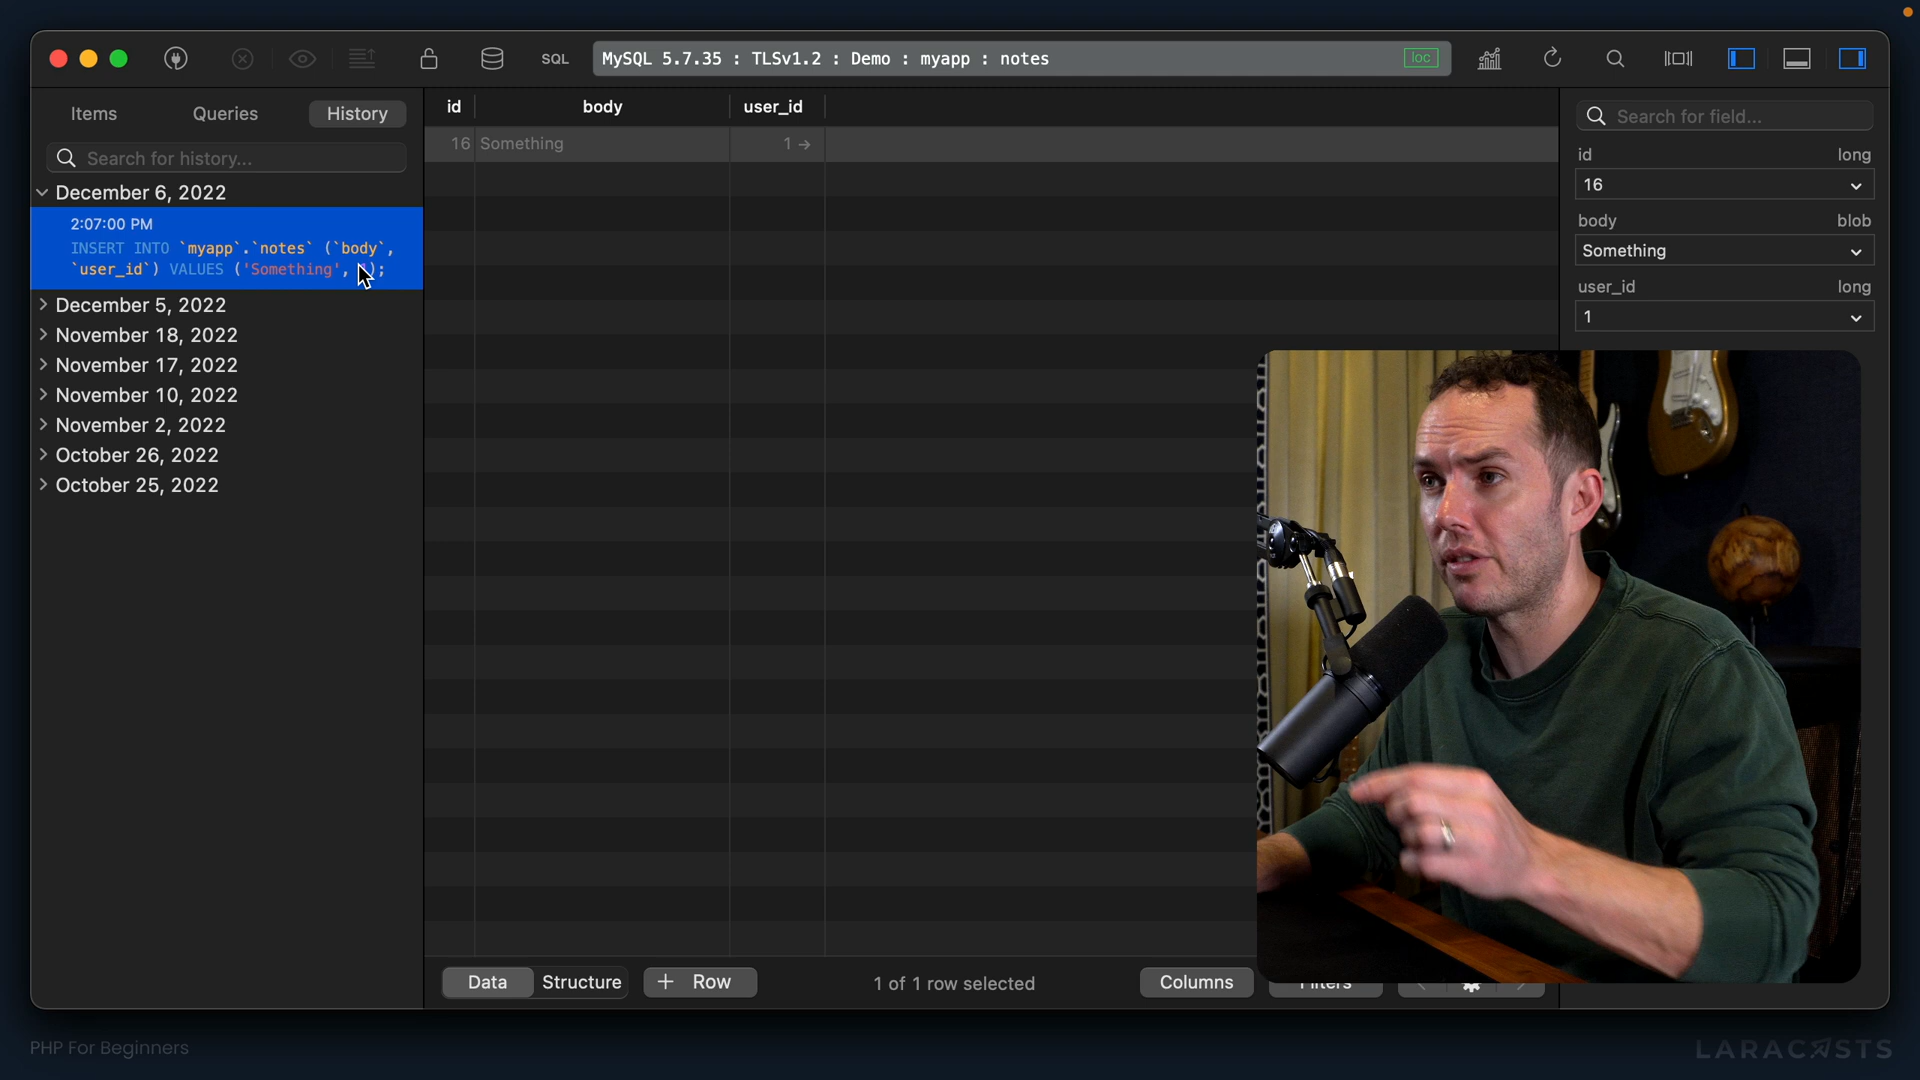 SQL
MySQL 5.7.35 : TLSv1.2 : Demo : myapp : notes
loc
Items
Queries
History
Search for history...
December 6, 2022
2:07:00 PM
INSERT INTO `myapp`.`notes` (`body`,
`user_id`) VALUES ('Something', );
December 5, 2022
November 18, 2022
November 17, 2022
November 10, 2022
November 2, 2022
October 26, 2022
October 25, 2022
id
body
user_id
16
Something
1 →
Search for field...
id
long
16
body
blob
Something
user_id
long
1
Data
Structure
+ Row
1 of 1 row selected
Columns
Filters
PHP For Beginners
LARACASTS